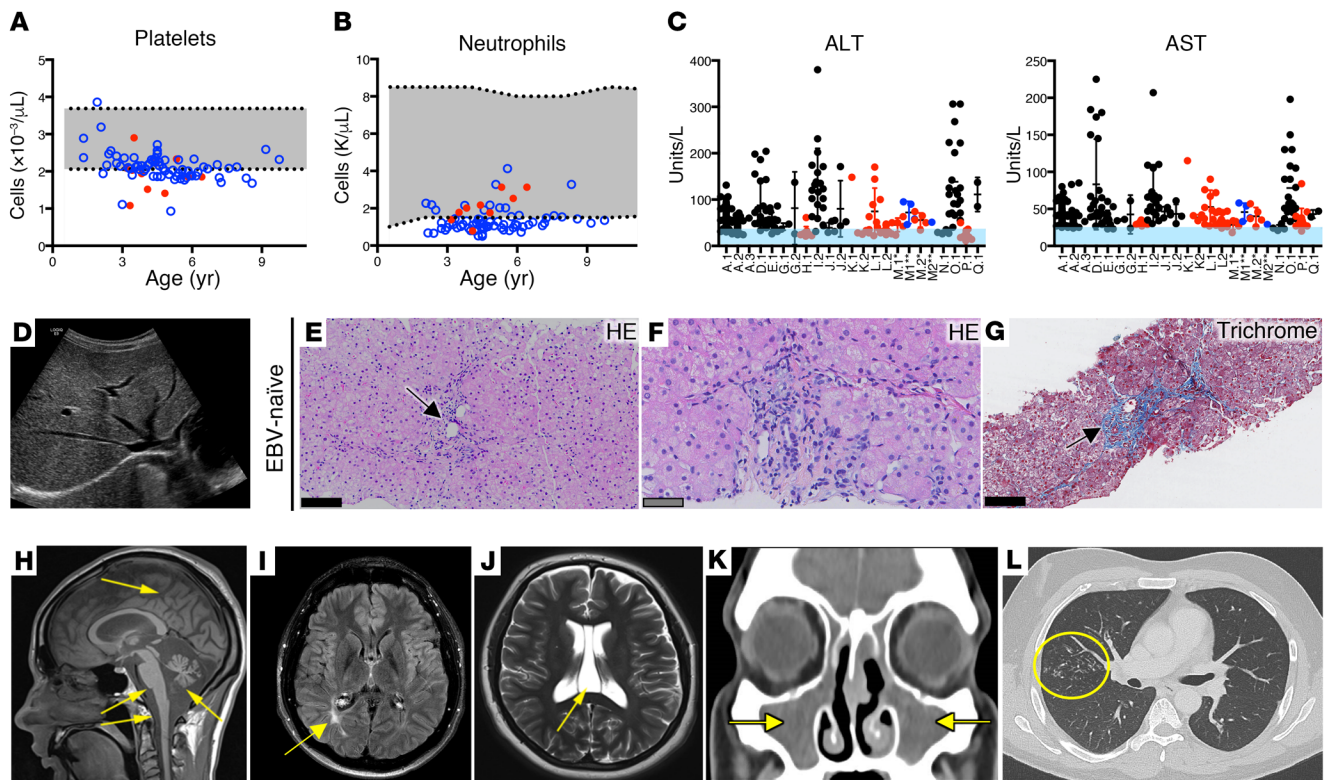 A
Platelets
Cells (×10⁻³/μL)
5
4
3
2
1
0
3
6
9
Age (yr)
B
Neutrophils
Cells (K/μL)
10
8
6
4
2
0
3
6
9
Age (yr)
C
ALT
Units/L
400
300
200
100
50
0
A.1
A.2
A.3
D.1
E.1
G.1
G.2
H.1
I.2
J.1
J.2
K.1
K.2
L.1
L.2
M.1*
M1**
M.2*
M2**
N.1
O.1
P.1
Q.1
AST
Units/L
250
200
150
100
50
0
A.1
A.2
A.3
D.1
E.1
G.1
G.2
H.1
I.2
J.1
J.2
K.1
K2
L.1
L.2
M.1*
M1**
M.2*
M2**
N.1
O.1
P.1
Q.1
D
LOGIQ
E9
EBV-naïve
E
HE
F
HE
G
Trichrome
H
I
J
K
L